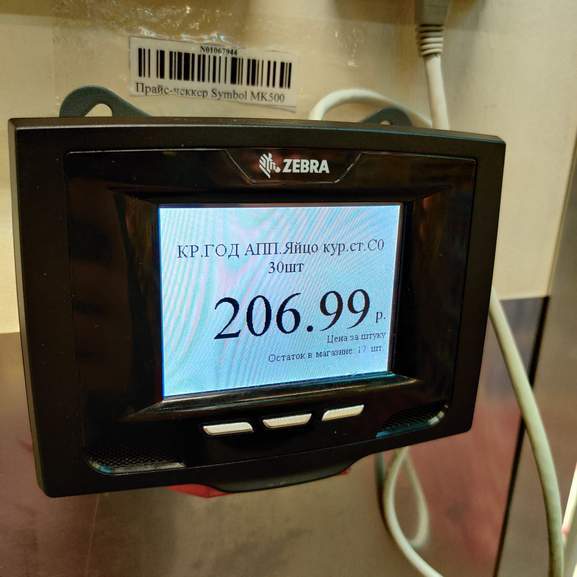 N01067944
Прайс-чеккер Symbol MK500
ZEBRA
КР.ГОД АПП.Яйцо кур.ст.С0
30шт
206.99 р.
Цена за штуку
Остаток в магазине: 17 шт.